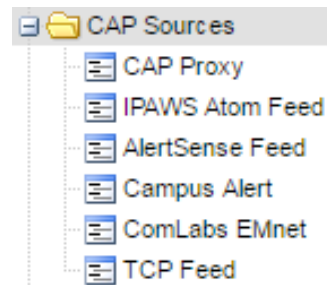 CAP Sources
CAP Proxy
IPAWS Atom Feed
AlertSense Feed
Campus Alert
ComLabs EMnet
TCP Feed